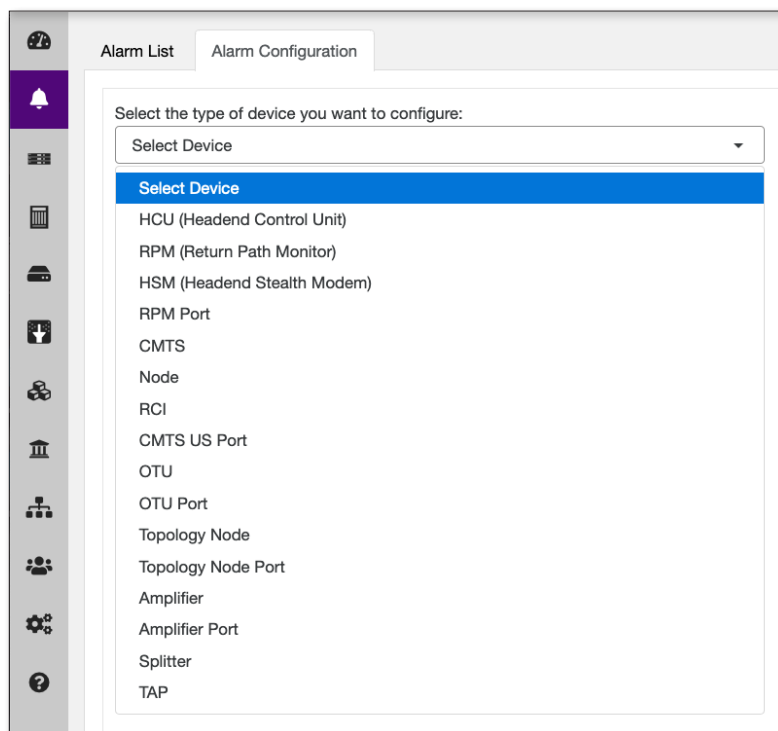 Alarm List
Alarm Configuration
Select the type of device you want to configure:
Select Device
Select Device
HCU (Headend Control Unit)
RPM (Return Path Monitor)
HSM (Headend Stealth Modem)
RPM Port
CMTS
Node
RCI
CMTS US Port
OTU
OTU Port
Topology Node
Topology Node Port
Amplifier
Amplifier Port
Splitter
TAP